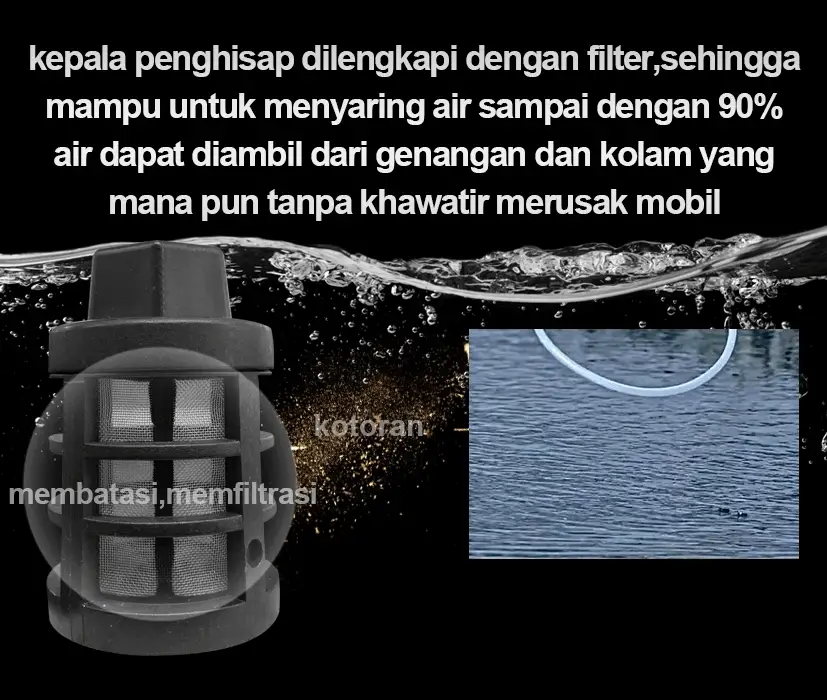 kepala penghisap dilengkapi dengan filter,sehingga
mampu untuk menyaring air sampai dengan 90%
air dapat diambil dari genangan dan kolam yang
mana pun tanpa khawatir merusak mobil
kotoran
membatasi,memfiltrasi